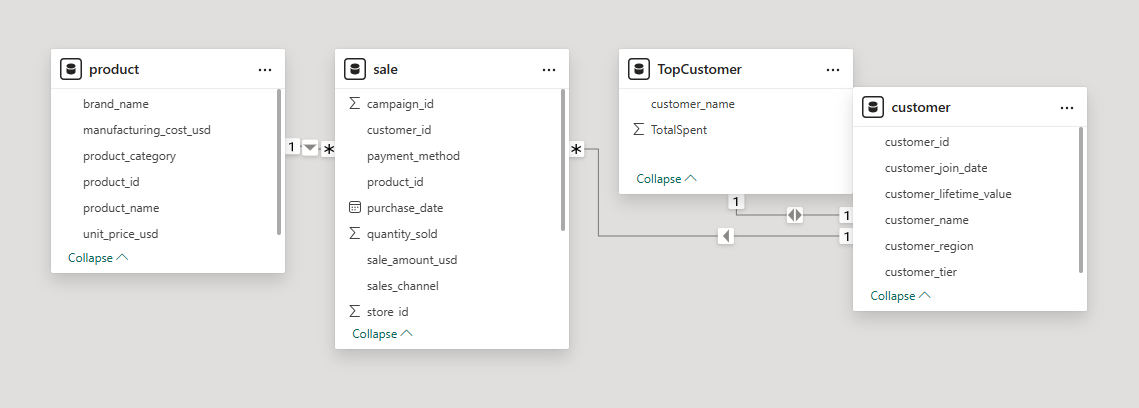 product
brand_name
manufacturing_cost_usd
product_category
product_id
product_name
unit_price_usd
Collapse
1
*
sale
campaign_id
customer_id
payment_method
product_id
purchase_date
quantity_sold
sale_amount_usd
sales_channel
store_id
Collapse
*
TopCustomer
customer_name
TotalSpent
Collapse
1
1
1
customer
customer_id
customer_join_date
customer_lifetime_value
customer_name
customer_region
customer_tier
Collapse